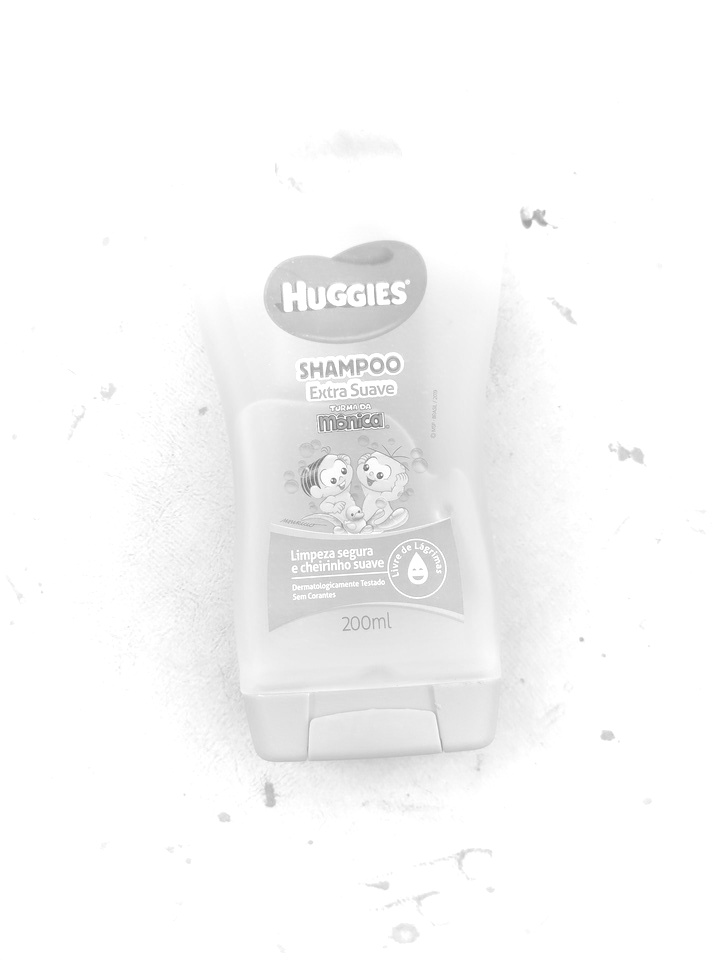 HUGGIES®
SHAMPOO
Extra Suave
TURMA DA
mônica
Limpeza segura
e cheirinho suave
Dermatologicamente Testado
Sem Corantes
Livre de Lágrimas
200ml